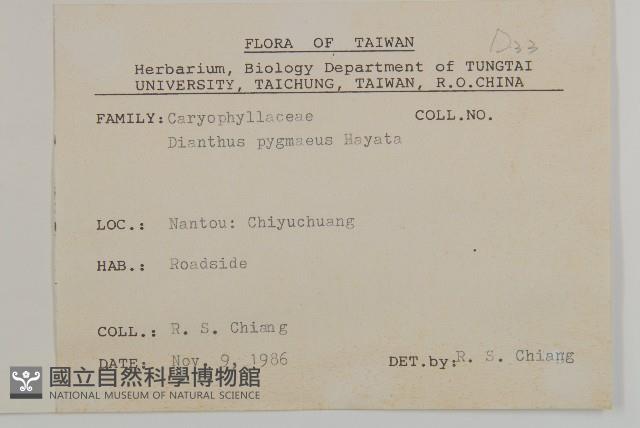 D33
FLORA OF TAIWAN
Herbarium, Biology Department of TUNGTAI
UNIVERSITY, TAICHUNG, TAIWAN, R.O.CHINA
FAMILY: Caryophyllaceae COLL.NO.
Dianthus pygmaeus Hayata
LOC.: Nantou: Chiyuchuang
HAB.: Roadside
COLL.: R. S. Chiang
DATE: Nov. 9, 1986 DET.by: R. S. Chiang
國立自然科學博物館
NATIONAL MUSEUM OF NATURAL SCIENCE